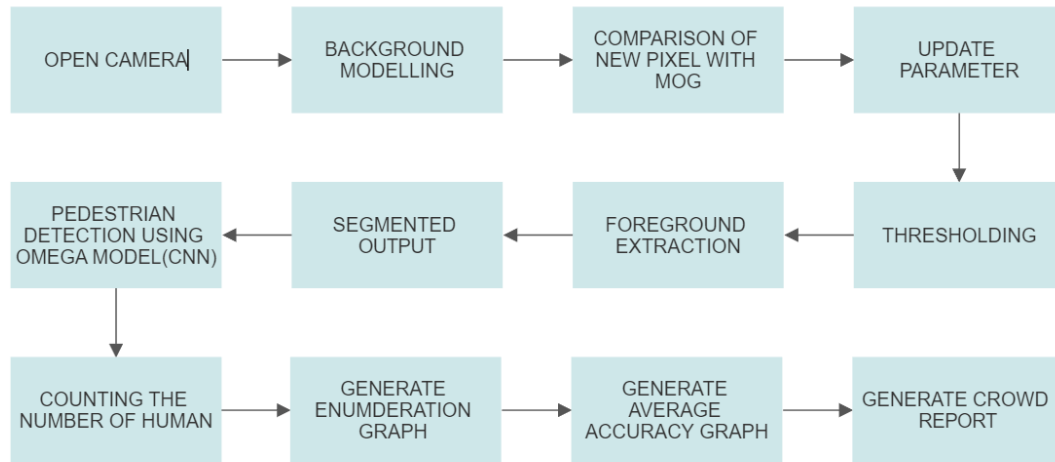 OPEN CAMERA
BACKGROUND
MODELLING
COMPARISON OF
NEW PIXEL WITH
MOG
UPDATE
PARAMETER
THRESHOLDING
FOREGROUND
EXTRACTION
SEGMENTED
OUTPUT
PEDESTRIAN
DETECTION USING
OMEGA MODEL(CNN)
COUNTING THE
NUMBER OF HUMAN
GENERATE
ENUMDERATION
GRAPH
GENERATE
AVERAGE
ACCURACY GRAPH
GENERATE CROWD
REPORT